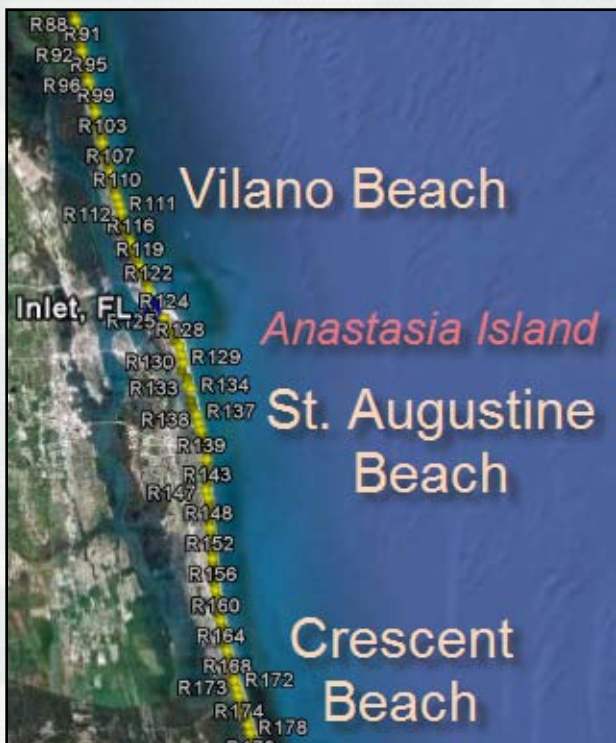 R88
R91
R92
R95
R96
R99
R103
R107
R110
R111
R112
R116
Vilano Beach
R119
R122
R124
Inlet, FL
R125
R128
Anastasia Island
R129
R130
R133
R134
R137
R138
St. Augustine
Beach
R139
R143
R147
R148
R152
R156
R160
R164
Crescent
Beach
R168
R172
R173
R174
R178